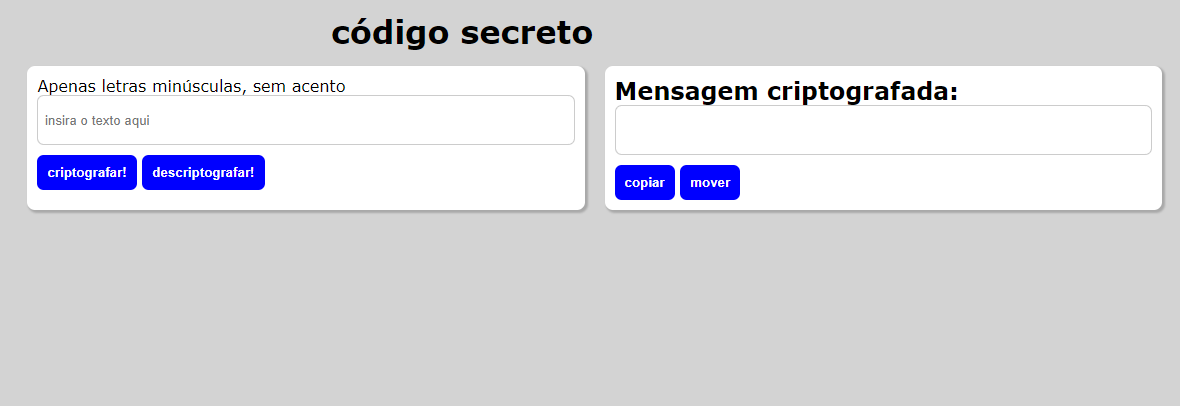 código secreto
Apenas letras minúsculas, sem acento
insira o texto aqui
criptografar! descriptografar!
Mensagem criptografada:
copiar mover